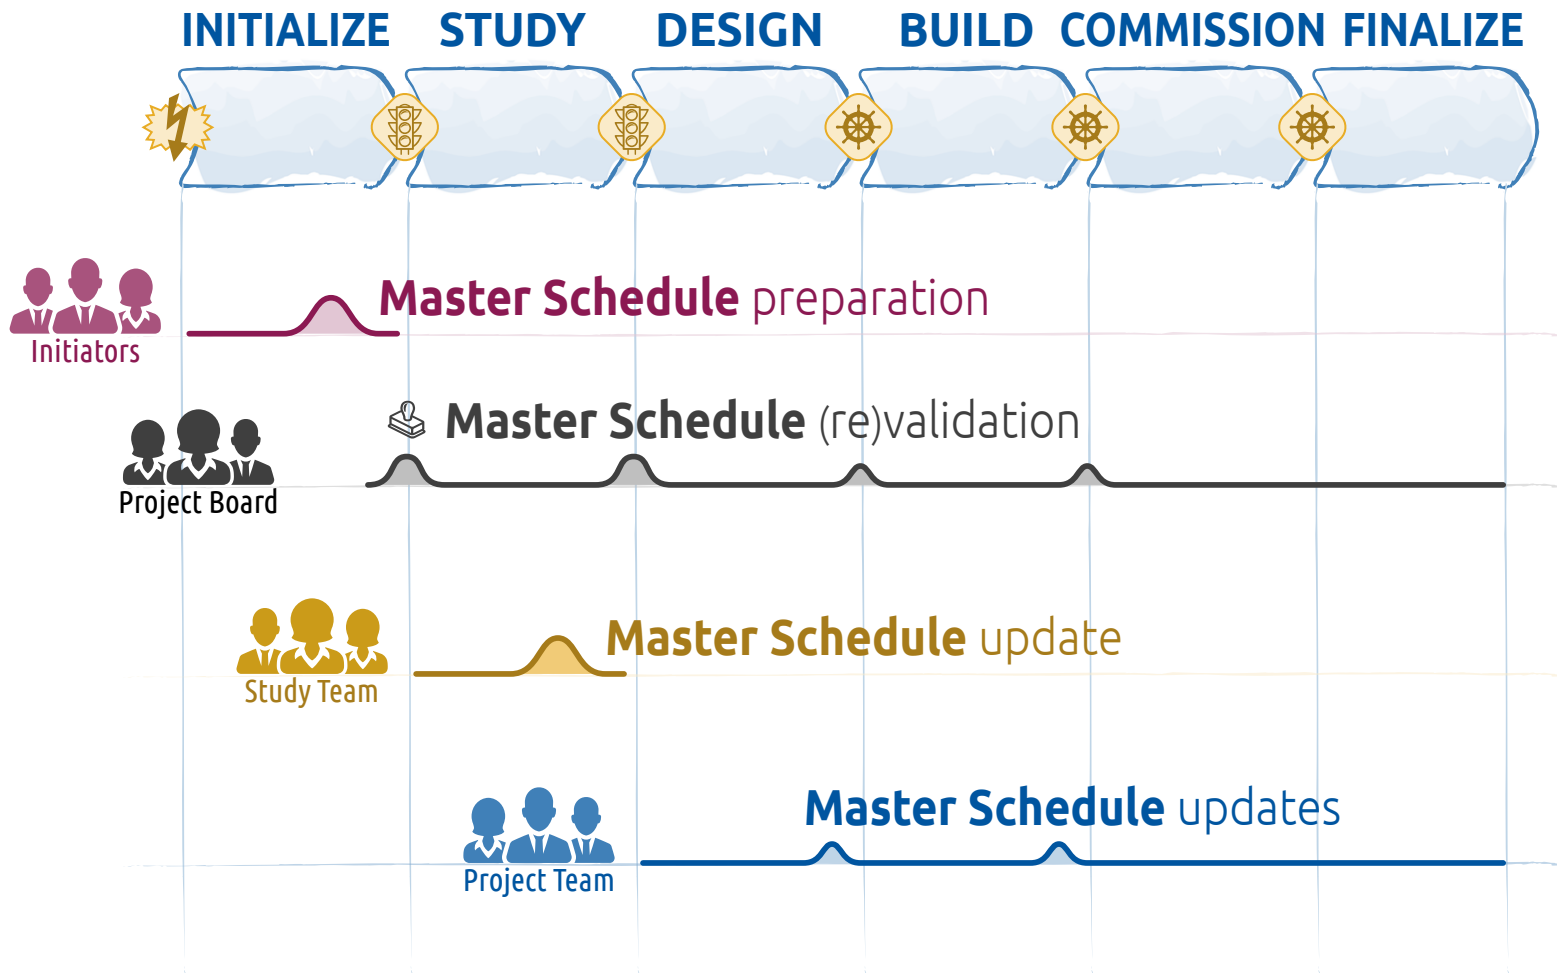 INITIALIZE STUDY DESIGN BUILD COMMISSION FINALIZE
Master Schedule preparation
Initiators
Master Schedule (re)validation
Project Board
Master Schedule update
Study Team
Master Schedule updates
Project Team